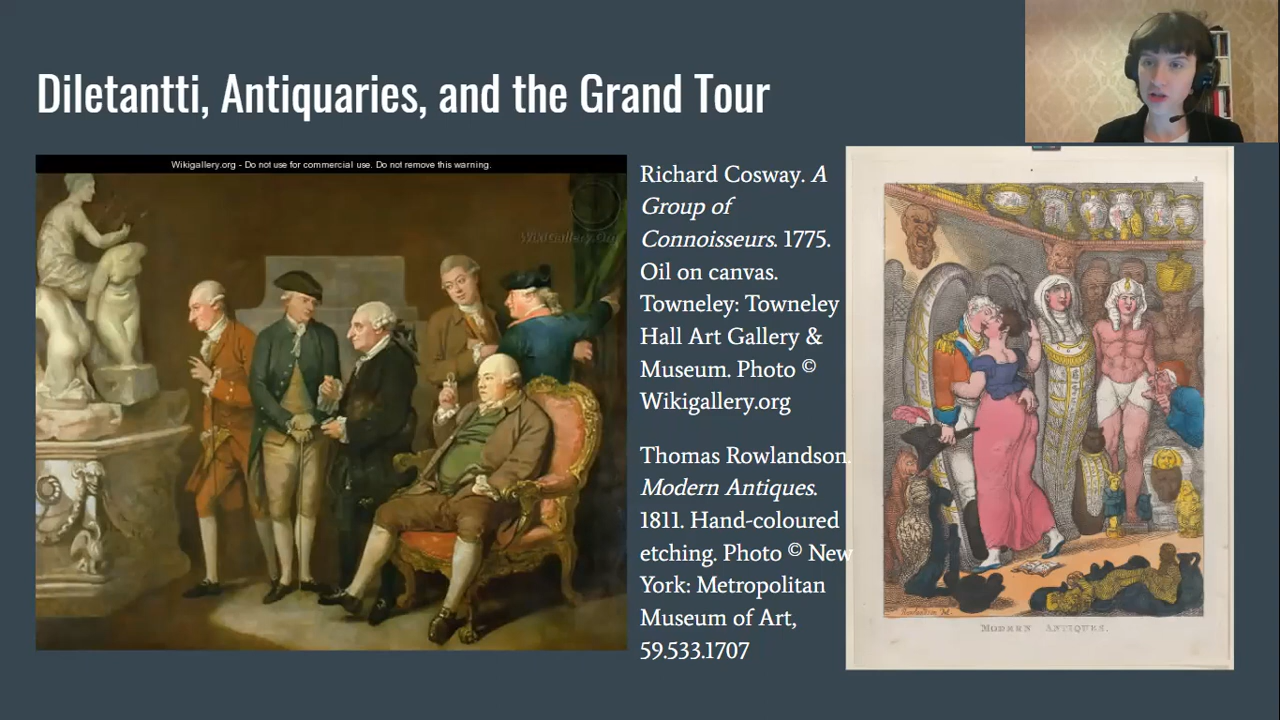 Diletantti, Antiquaries, and the Grand Tour
Wikigallery.org - Do not use for commercial use. Do not remove this warning.
WikiGallery.Org
Richard Cosway. A
Group of
Connoisseurs. 1775.
Oil on canvas.
Towneley: Towneley
Hall Art Gallery &
Museum. Photo ©
Wikigallery.org
Thomas Rowlandson.
Modern Antiques.
1811. Hand-coloured
etching. Photo © New
York: Metropolitan
Museum of Art,
59.533.1707
MODERN ANTIQUES.